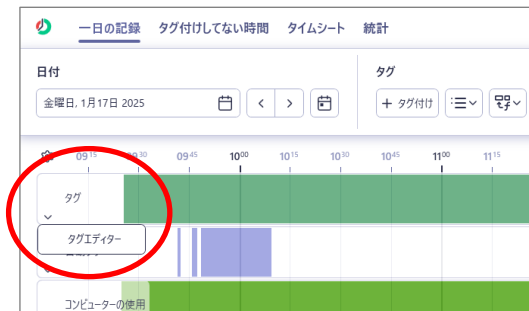 一日の記録 タグ付けしてない時間 タイムシート 統計
日付 タグ
金曜日, 1月17日 2025 + タグ付け
09 15 09 30 09 45 10 00 10 15 10 30 10 45 11 00 11 15
タグ
タグエディター
コンピューターの使用